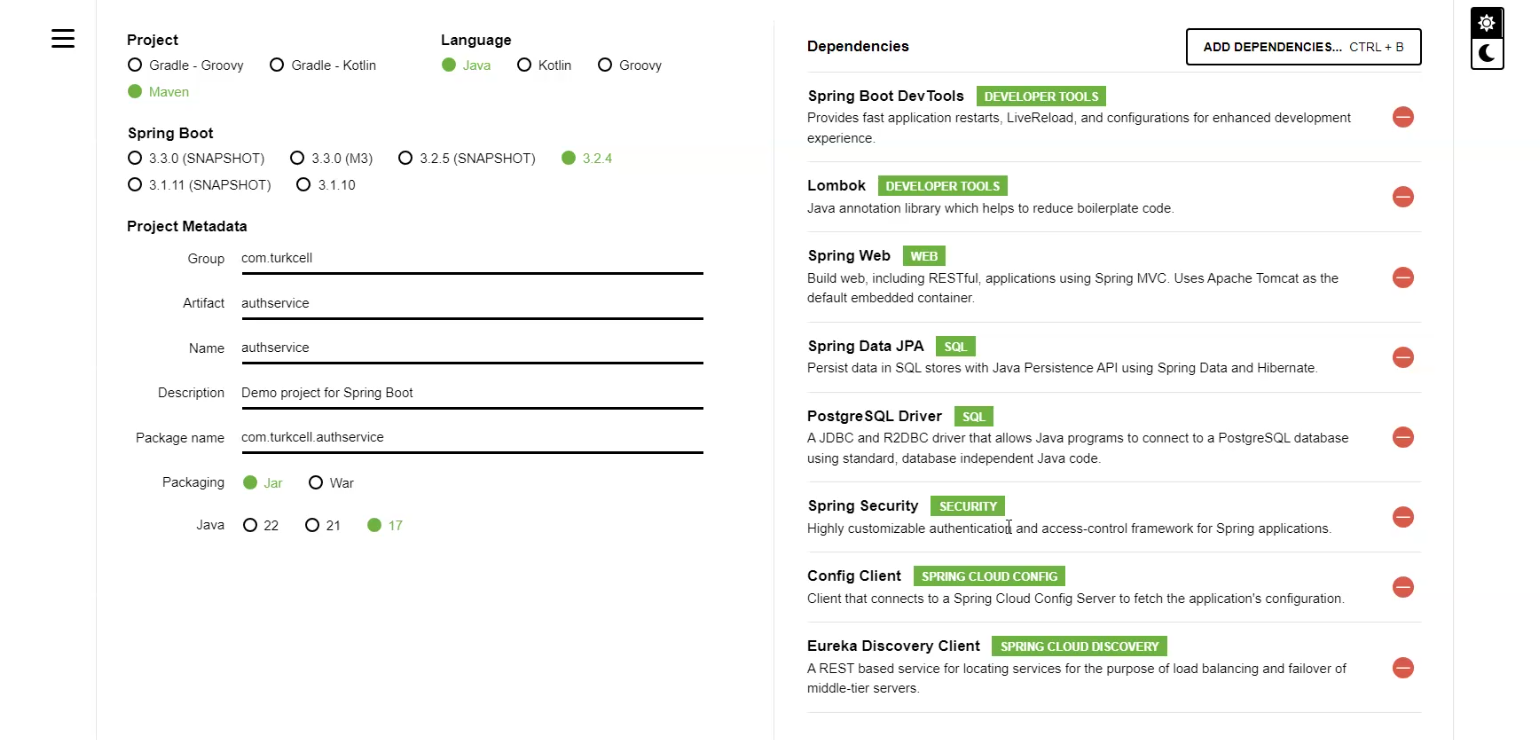 Project
Gradle - Groovy Gradle - Kotlin
Maven
Language
Java Kotlin Groovy
Spring Boot
3.3.0 (SNAPSHOT) 3.3.0 (M3) 3.2.5 (SNAPSHOT) 3.2.4
3.1.11 (SNAPSHOT) 3.1.10
Project Metadata
Group com.turkcell
Artifact authservice
Name authservice
Description Demo project for Spring Boot
Package name com.turkcell.authservice
Packaging Jar War
Java 22 21 17
Dependencies
ADD DEPENDENCIES... CTRL + B
Spring Boot DevTools DEVELOPER TOOLS
Provides fast application restarts, LiveReload, and configurations for enhanced development
experience.
Lombok DEVELOPER TOOLS
Java annotation library which helps to reduce boilerplate code.
Spring Web WEB
Build web, including RESTful, applications using Spring MVC. Uses Apache Tomcat as the
default embedded container.
Spring Data JPA SQL
Persist data in SQL stores with Java Persistence API using Spring Data and Hibernate.
PostgreSQL Driver SQL
A JDBC and R2DBC driver that allows Java programs to connect to a PostgreSQL database
using standard, database independent Java code.
Spring Security SECURITY
Highly customizable authentication and access-control framework for Spring applications.
Config Client SPRING CLOUD CONFIG
Client that connects to a Spring Cloud Config Server to fetch the application's configuration.
Eureka Discovery Client SPRING CLOUD DISCOVERY
A REST based service for locating services for the purpose of load balancing and failover of
middle-tier servers.